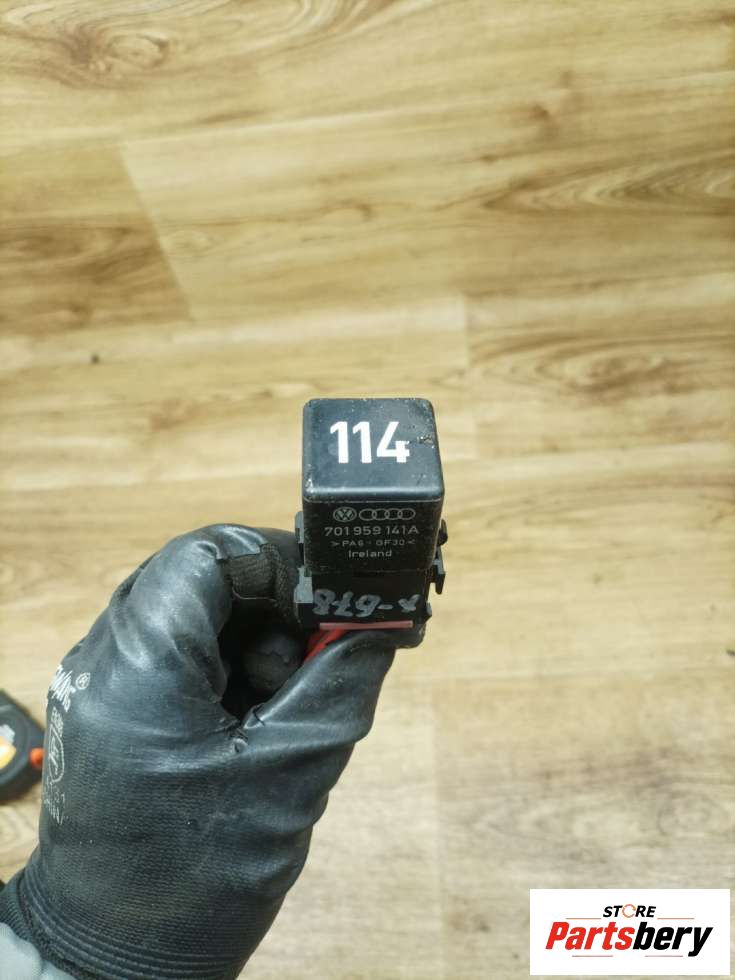 114
701 959 141A
>PA6 - GF30<
Ireland
X-678
STORE
Partsbery